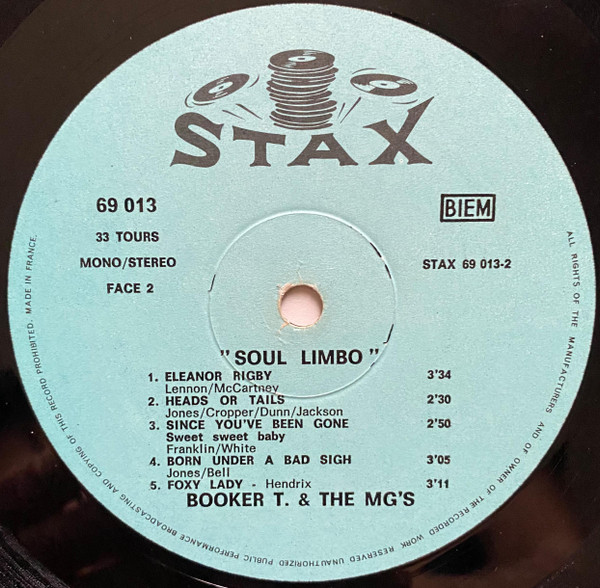 STAX
69 013
BIEM
33 TOURS
MONO/STEREO
STAX 69 013-2
FACE 2
"SOUL LIMBO"
1. ELEANOR RIGBY 3'34
Lennon/McCartney
2. HEADS OR TAILS 2'30
Jones/Cropper/Dunn/Jackson
3. SINCE YOU'VE BEEN GONE 2'50
Sweet sweet baby
Franklin/White
4. BORN UNDER A BAD SIGH 3'05
Jones/Bell
5. FOXY LADY - Hendrix 3'11
BOOKER T. & THE MG'S
ALL RIGHTS OF THE MANUFACTURERS AND OF OWNER OF THE RECORDED WORK RESERVED UNAUTHORIZED PUBLIC PERFORMANCE BROADCASTING AND COPYING OF THIS RECORD PROHIBITED. MADE IN FRANCE.